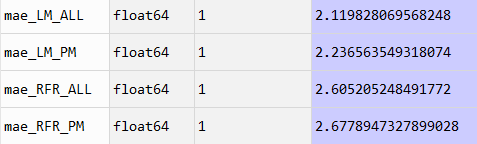 mae_LM_ALL float64 1 2.119828069568248
mae_LM_PM float64 1 2.236563549318074
mae_RFR_ALL float64 1 2.605205248491772
mae_RFR_PM float64 1 2.6778947327899028